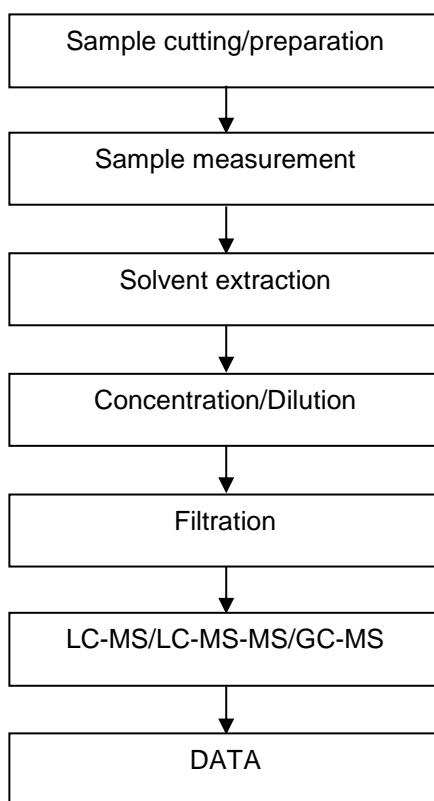 Sample cutting/preparation
Sample measurement
Solvent extraction
Concentration/Dilution
Filtration
LC-MS/LC-MS-MS/GC-MS
DATA